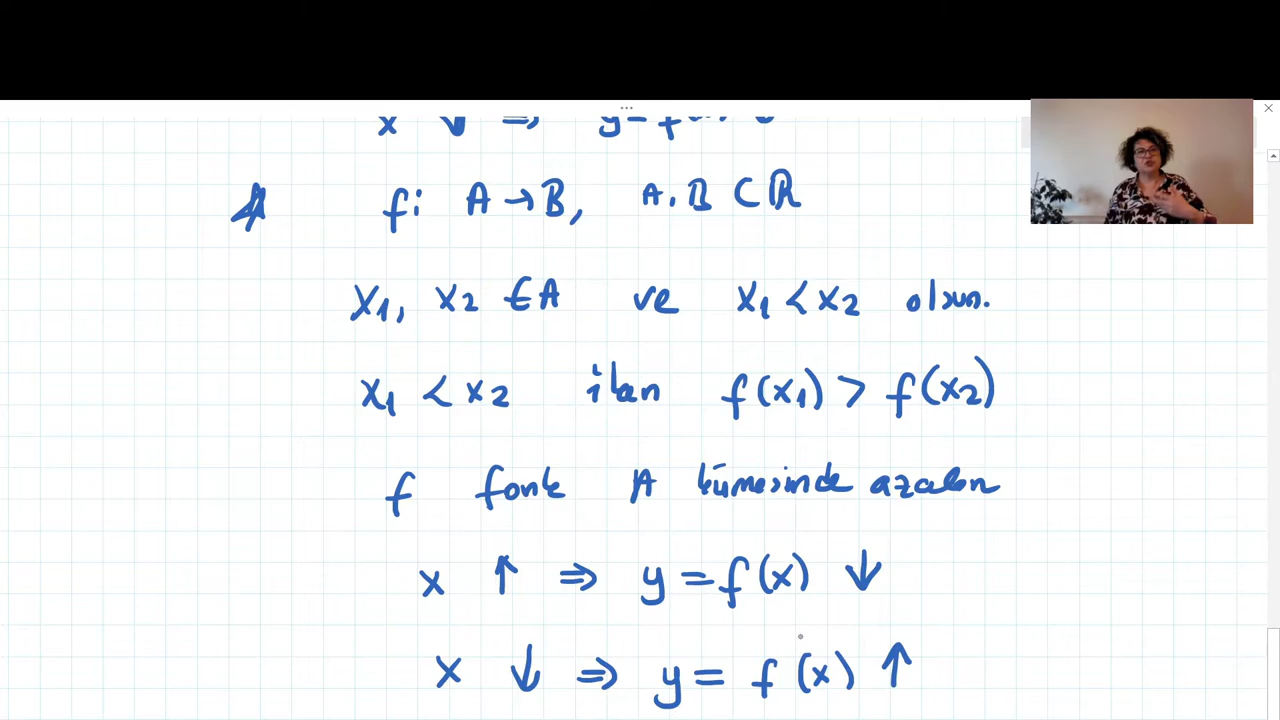 x ↓ ⇒ y = f(x) ↓
f: A → B, A, B ⊂ ℝ
x1, x2 ∈ A ve x1 < x2 olsun.
x1 < x2 iken f(x1) > f(x2)
f fonk A kümesinde azalan
x ↑ ⇒ y = f(x) ↓
x ↓ ⇒ y = f(x) ↑